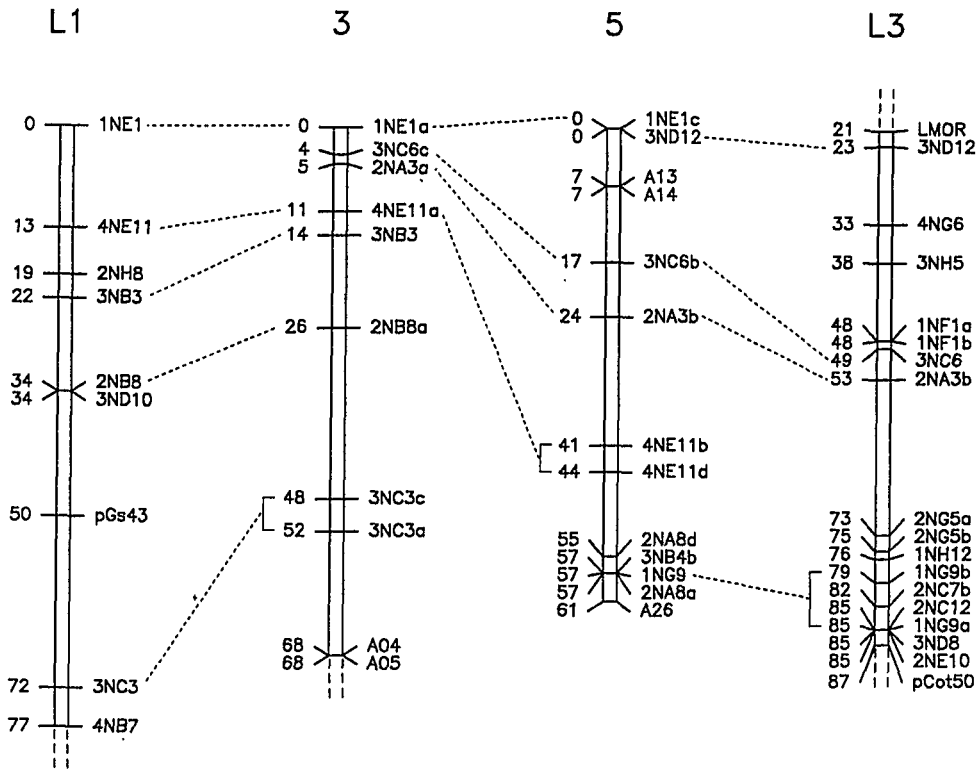 L1
0 1NE1
13 4NE11
19 2NH8
22 3NB3
34 2NB8
34 3ND10
50 pGs43
72 3NC3
77 4NB7
3
0 1NE1a
4 3NC6c
5 2NA3a
11 4NE11a
14 3NB3
26 2NB8a
48 3NC3c
52 3NC3a
68 A04
68 A05
5
0 1NE1c
0 3ND12
7 A13
7 A14
17 3NC6b
24 2NA3b
41 4NE11b
44 4NE11d
55 2NA8d
57 3NB4b
57 1NG9
57 2NA8a
61 A26
L3
21 LMOR
23 3ND12
33 4NG6
38 3NH5
48 1NF1a
48 1NF1b
49 3NC6
53 2NA3b
73 2NG5a
75 2NG5b
76 1NH12
79 1NG9b
82 2NC7b
85 2NC12
85 1NG9a
85 3ND8
85 2NE10
87 pCot50